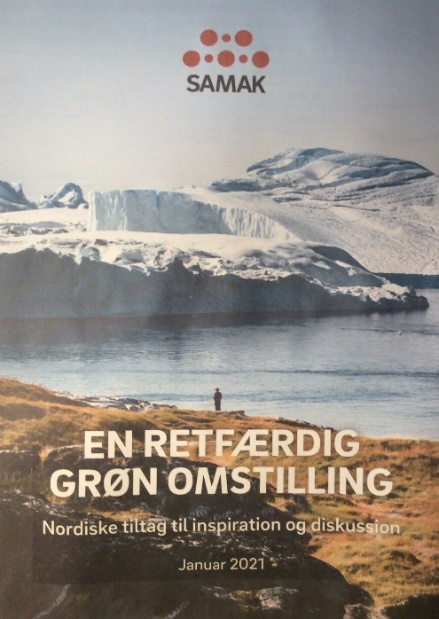 SAMAK
EN RETFÆRDIG
GRØN OMSTILLING
Nordiske tiltag til inspiration og diskussion
Januar 2021